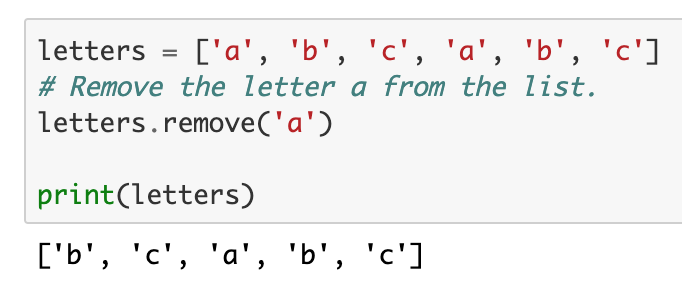 letters = ['a', 'b', 'c', 'a', 'b', 'c']
# Remove the letter a from the list.
letters.remove('a')
print(letters)
['b', 'c', 'a', 'b', 'c']